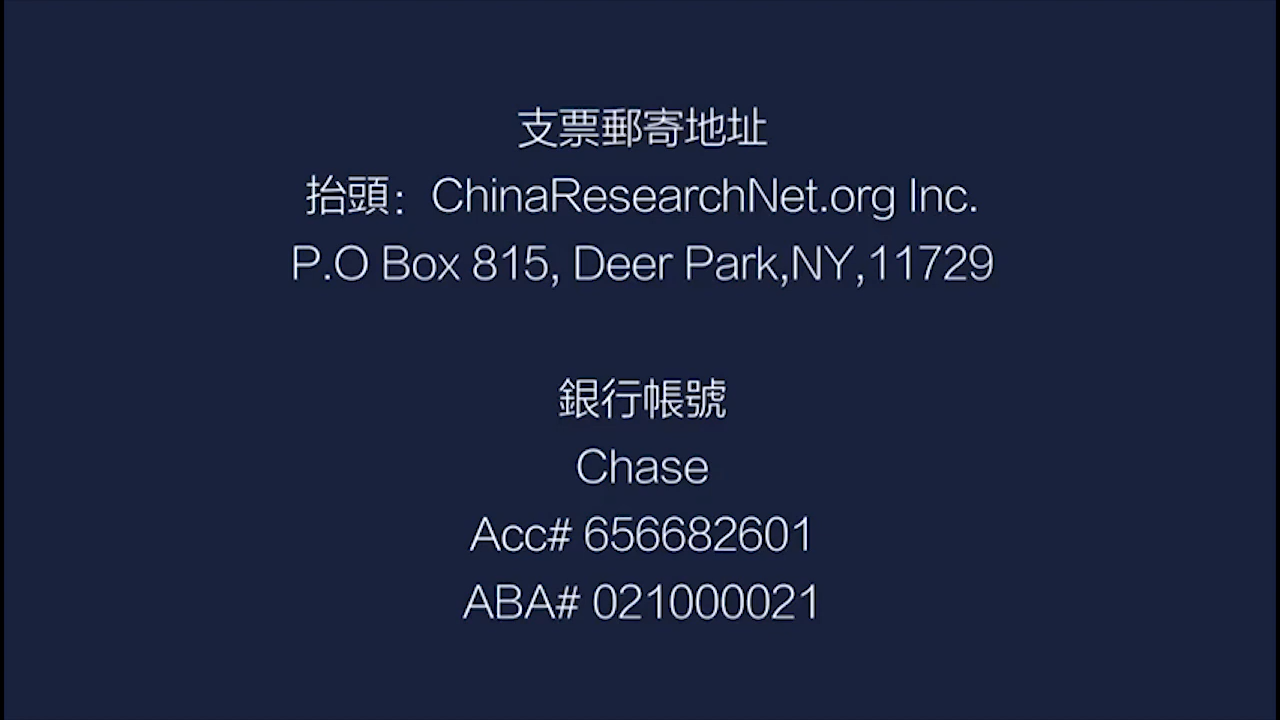 支票郵寄地址
抬頭：ChinaResearchNet.org Inc.
P.O Box 815, Deer Park,NY,11729
銀行帳號
Chase
Acc# 656682601
ABA# 021000021